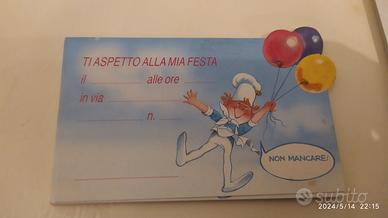 TI ASPETTO ALLA MIA FESTA
il alle ore
in via
n.
NON MANCARE!
subito
2024/5/14 22:15